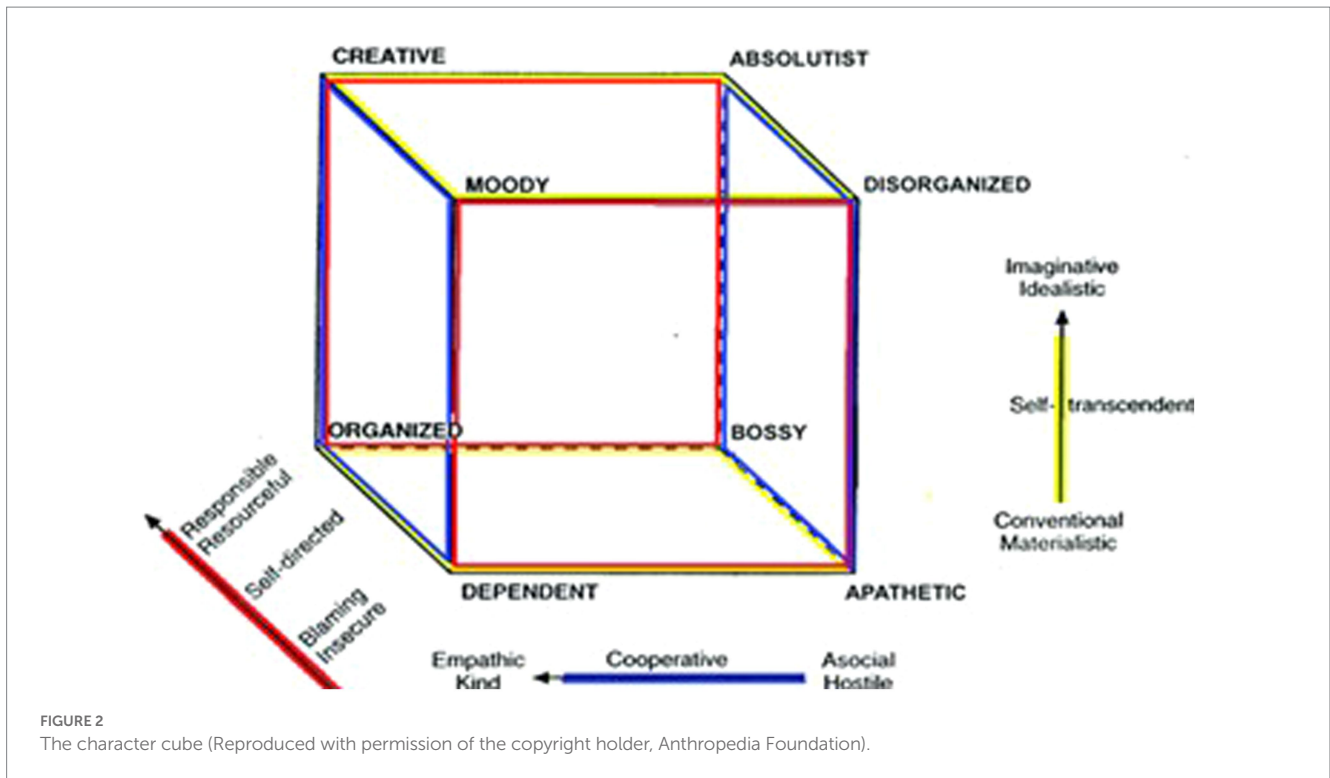 CREATIVE
ABSOLUTIST
MOODY
DISORGANIZED
Imaginative
Idealistic
Self-transcendent
Conventional
Materialistic
ORGANIZED
BOSSY
Responsible
Resourceful
Self-directed
Blaming
Insecure
DEPENDENT
APATHETIC
Empathic
Kind
Cooperative
Asocial
Hostile
FIGURE 2
The character cube (Reproduced with permission of the copyright holder, Anthropedia Foundation).